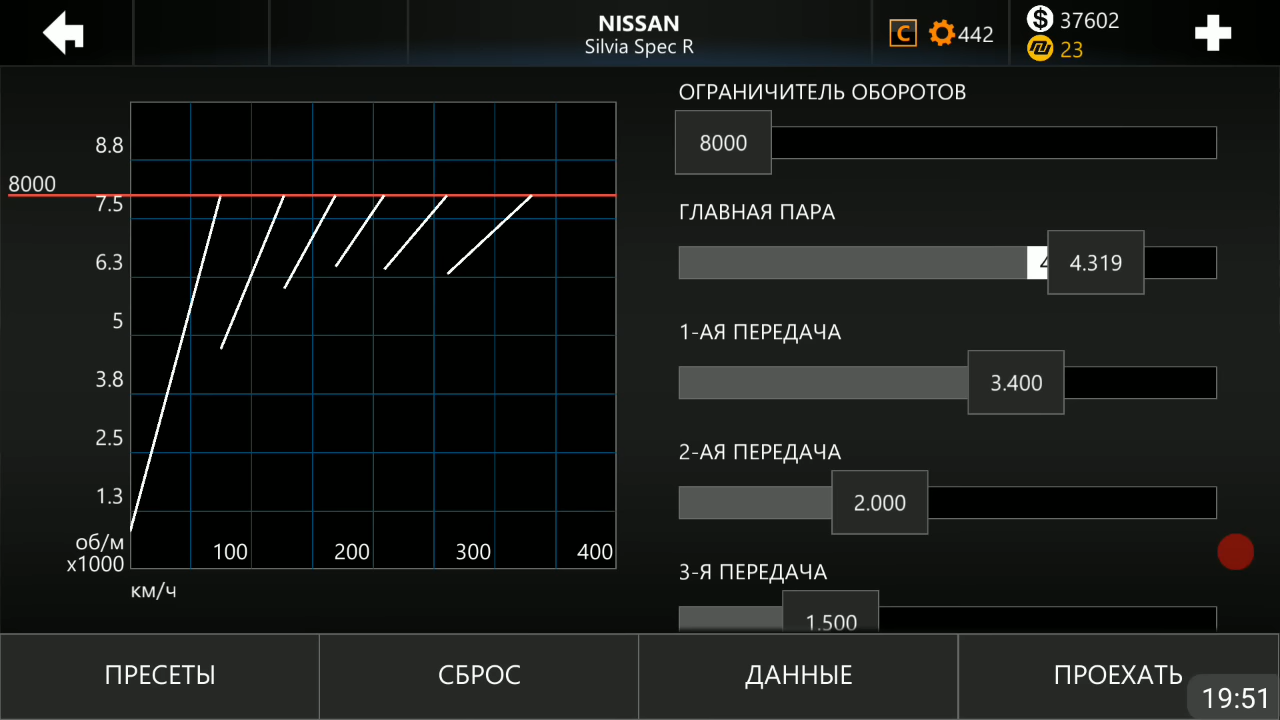 NISSAN
Silvia Spec R
C 442
$ 37602
23
ОГРАНИЧИТЕЛЬ ОБОРОТОВ
8000
ГЛАВНАЯ ПАРА
4.319
1-АЯ ПЕРЕДАЧА
3.400
2-АЯ ПЕРЕДАЧА
2.000
3-Я ПЕРЕДАЧА
1.500
8.8
8000
7.5
6.3
5
3.8
2.5
1.3
об/м
x1000
100 200 300 400
км/ч
ПРЕСЕТЫ СБРОС ДАННЫЕ ПРОЕХАТЬ
19:51